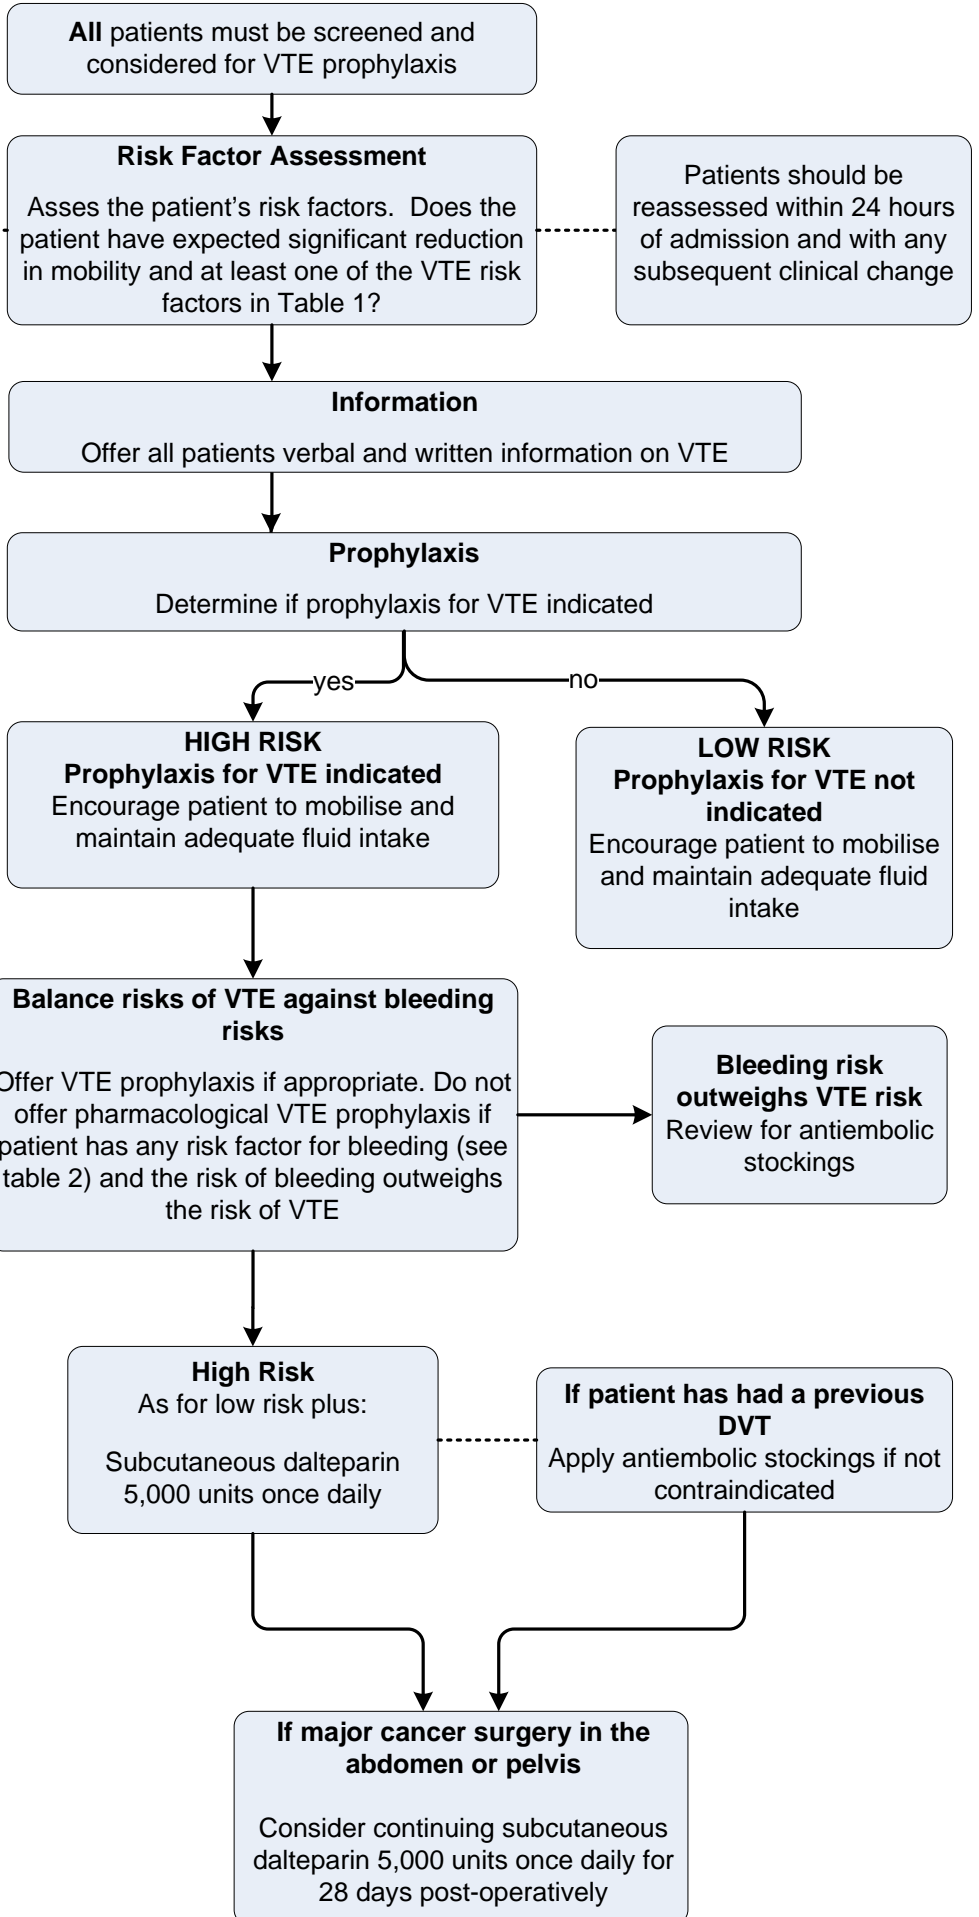 All patients must be screened and
considered for VTE prophylaxis
Risk Factor Assessment
Asses the patient's risk factors.  Does the
patient have expected significant reduction
in mobility and at least one of the VTE risk
factors in Table 1?
Patients should be
reassessed within 24 hours
of admission and with any
subsequent clinical change
Information
Offer all patients verbal and written information on VTE
Prophylaxis
Determine if prophylaxis for VTE indicated
yes
no
HIGH RISK
Prophylaxis for VTE indicated
Encourage patient to mobilise and
maintain adequate fluid intake
LOW RISK
Prophylaxis for VTE not
indicated
Encourage patient to mobilise
and maintain adequate fluid
intake
Balance risks of VTE against bleeding
risks
Offer VTE prophylaxis if appropriate. Do not
offer pharmacological VTE prophylaxis if
patient has any risk factor for bleeding (see
table 2) and the risk of bleeding outweighs
the risk of VTE
Bleeding risk
outweighs VTE risk
Review for antiembolic
stockings
High Risk
As for low risk plus:
Subcutaneous dalteparin
5,000 units once daily
If patient has had a previous
DVT
Apply antiembolic stockings if not
contraindicated
If major cancer surgery in the
abdomen or pelvis
Consider continuing subcutaneous
dalteparin 5,000 units once daily for
28 days post-operatively